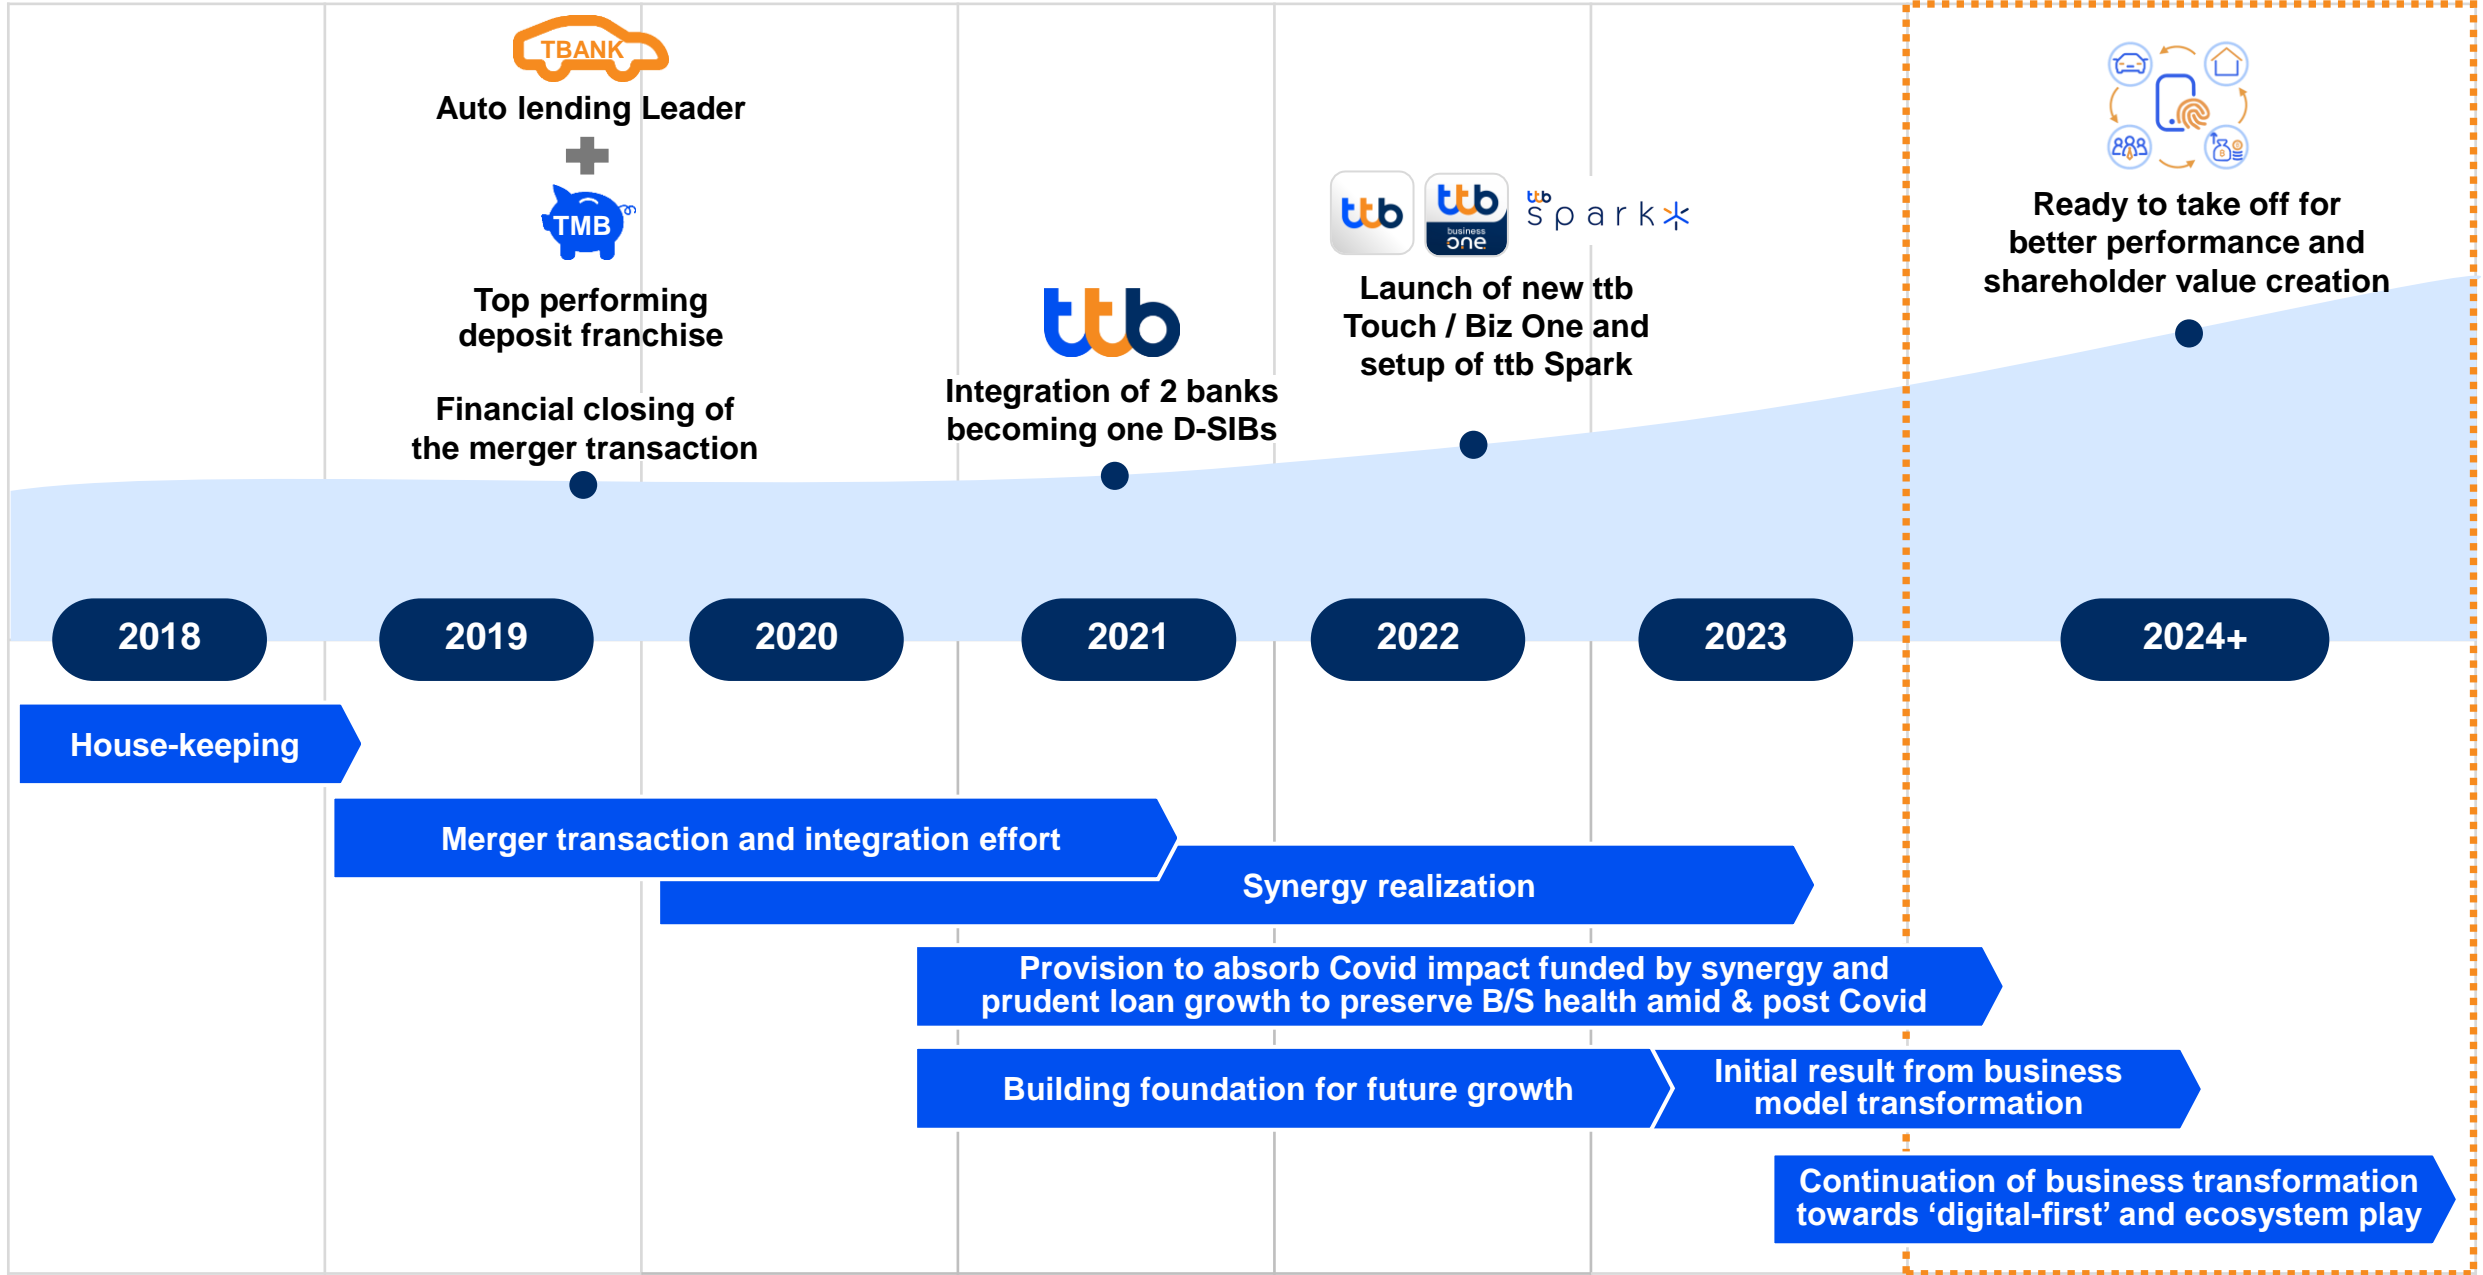 TBANK
Auto lending Leader
TMB
Top performing
deposit franchise
Financial closing of
the merger transaction
ttb
Integration of 2 banks
becoming one D-SIBs
ttb
ttb
business
one
ttb
spark
Launch of new ttb
Touch / Biz One and
setup of ttb Spark
Ready to take off for
better performance and
shareholder value creation
2018
2019
2020
2021
2022
2023
2024+
House-keeping
Merger transaction and integration effort
Synergy realization
Provision to absorb Covid impact funded by synergy and
prudent loan growth to preserve B/S health amid & post Covid
Building foundation for future growth
Initial result from business
model transformation
Continuation of business transformation
towards ‘digital-first’ and ecosystem play